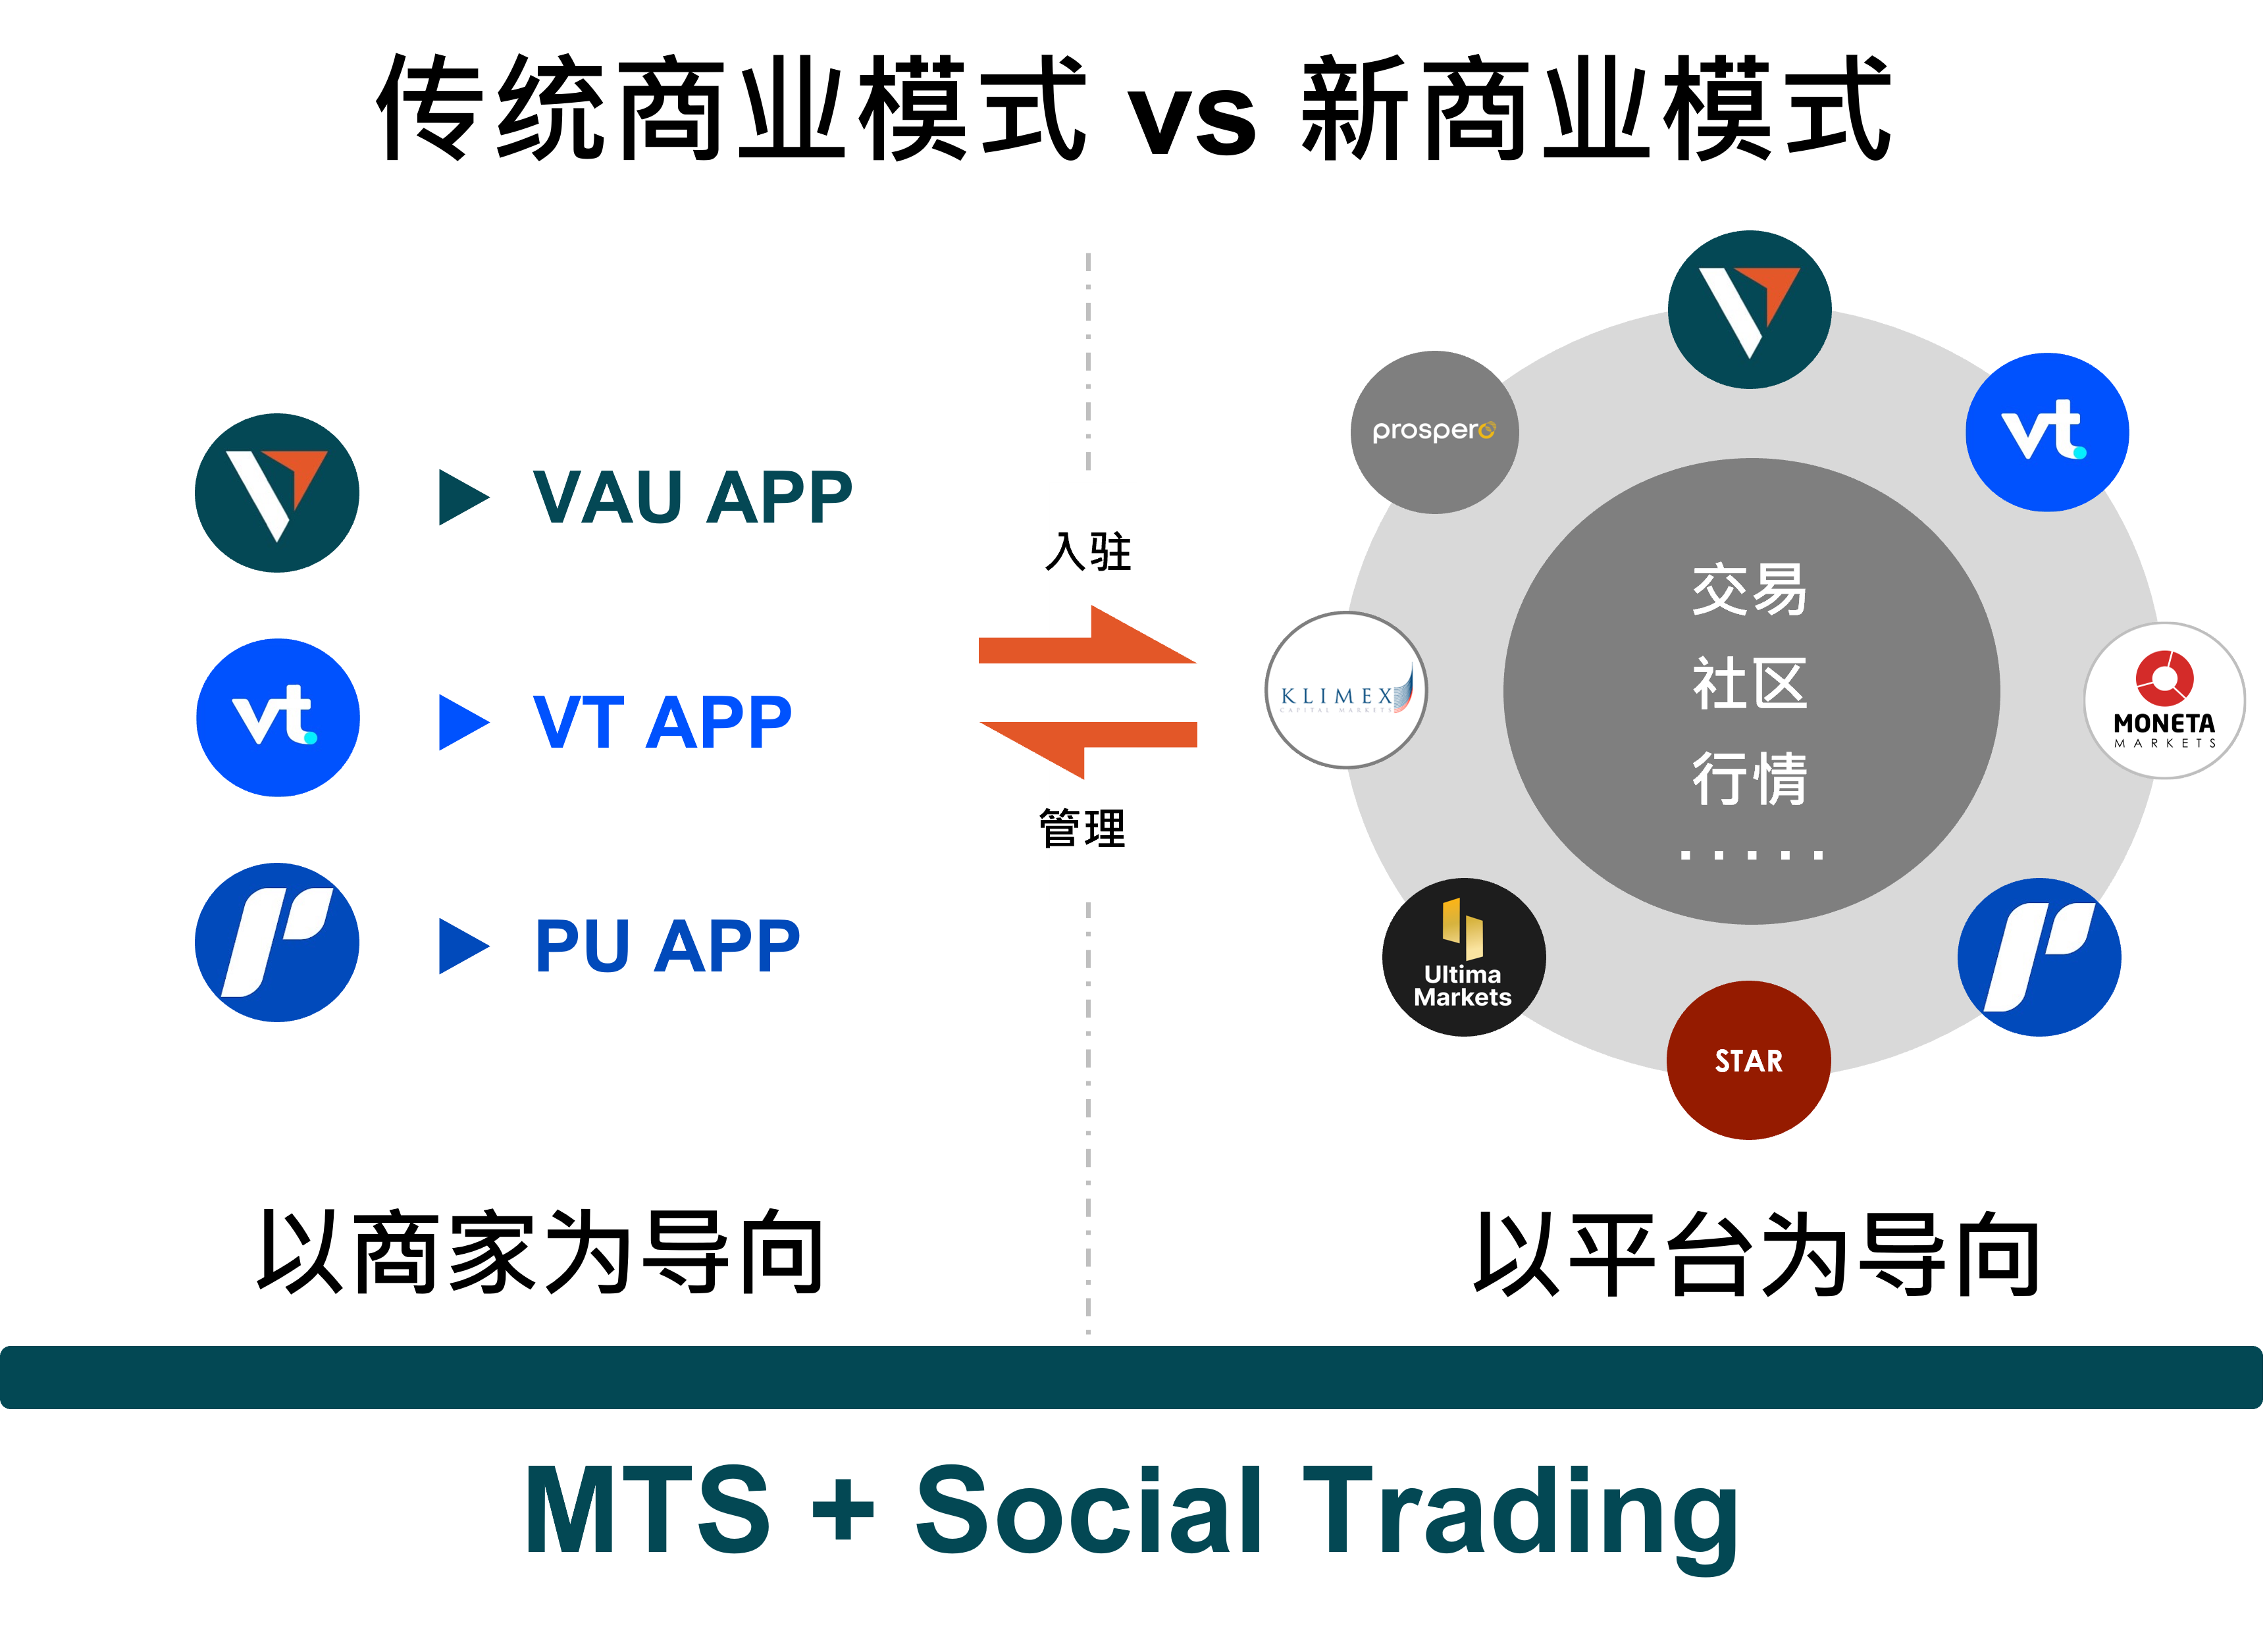 传统商业模式 vs 新商业模式
VAU APP
vt
VT APP
PU APP
入驻
管理
prospero
vt
KLIMEX
CAPITAL MARKETS
交易
社区
行情
.....
MONETA
MARKETS
Ultima
Markets
STAR
以商家为导向
以平台为导向
MTS + Social Trading